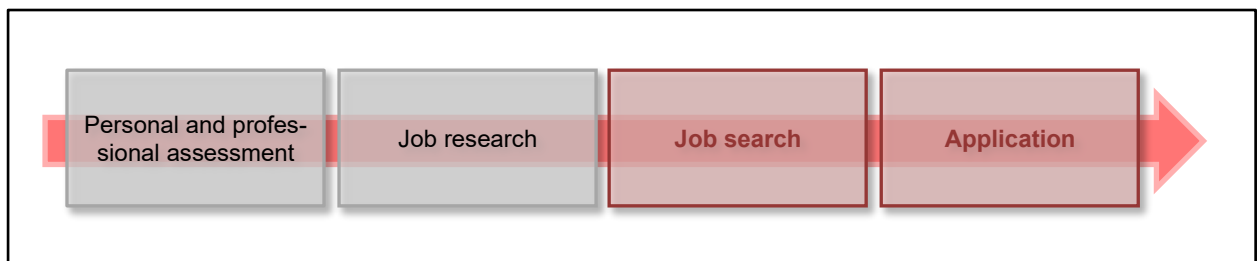 Personal and profes-
sional assessment
Job research
Job search
Application